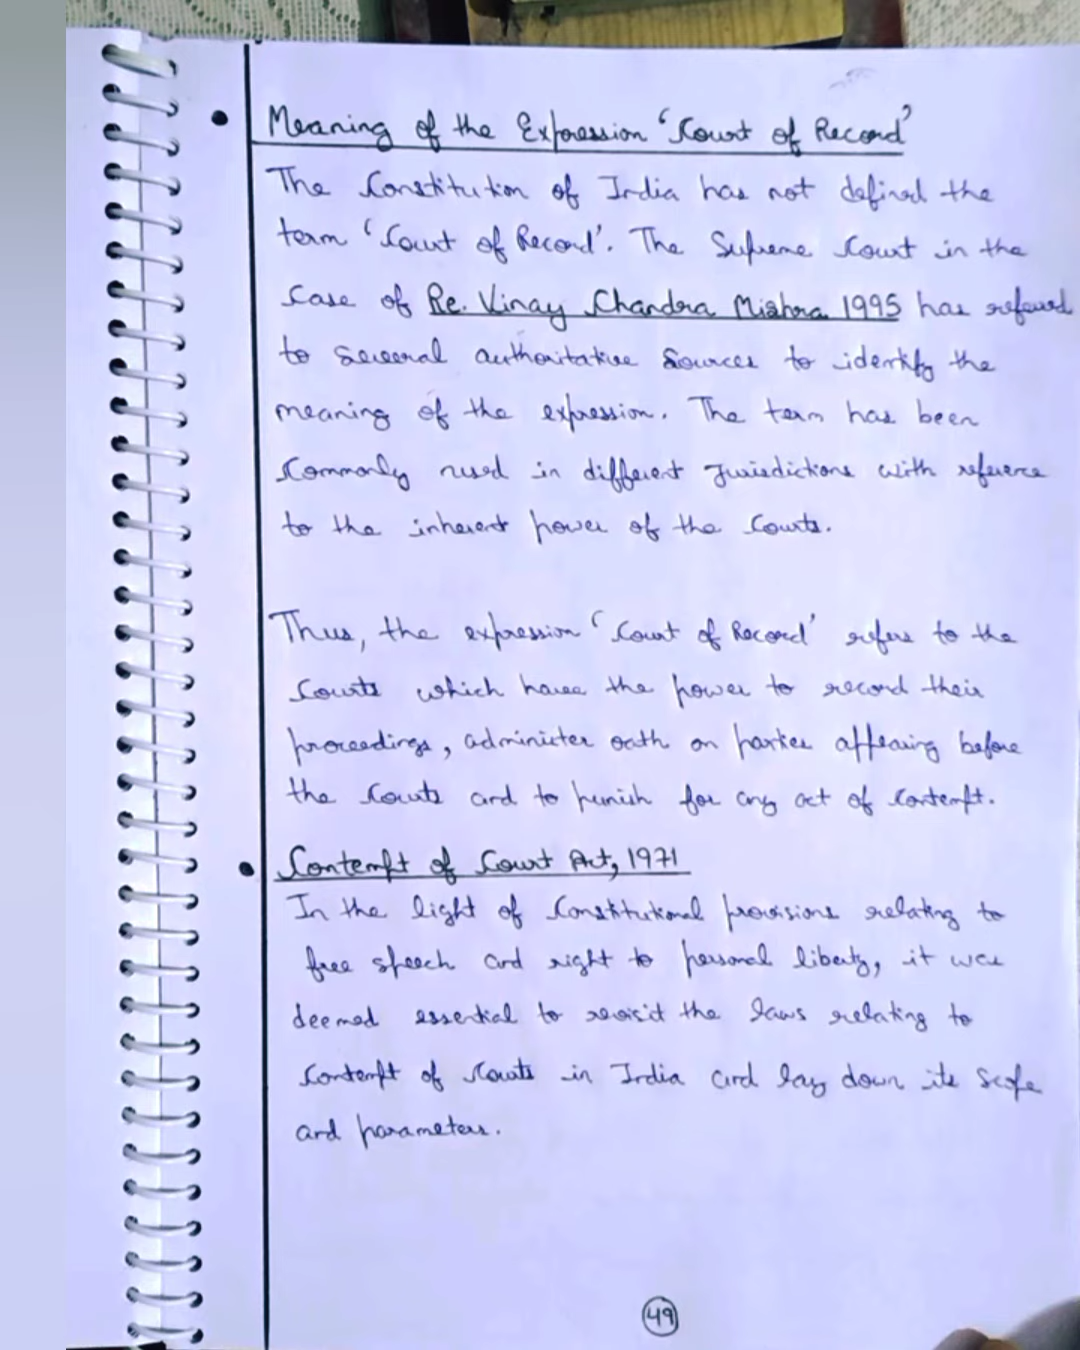 Meaning of the Expression 'Court of Record'
The Constitution of India has not defined the
term 'Court of Record'. The Supreme Court in the
case of Re. Vinay Chandra Mishra 1995 has referred
to several authoritative sources to identify the
meaning of the expression. The term has been
commonly used in different jurisdictions with reference
to the inherent power of the Courts.
Thus, the expression 'Court of Record' refers to the
Courts which have the power to record their
proceedings, administer oath on parties appearing before
the Courts and to punish for any act of contempt.
Contempt of Court Act, 1971
In the light of Constitutional provisions relating to
free speech and right to personal liberty, it was
deemed essential to revisit the laws relating to
Contempt of Courts in India and lay down its scope
and parameters.
49